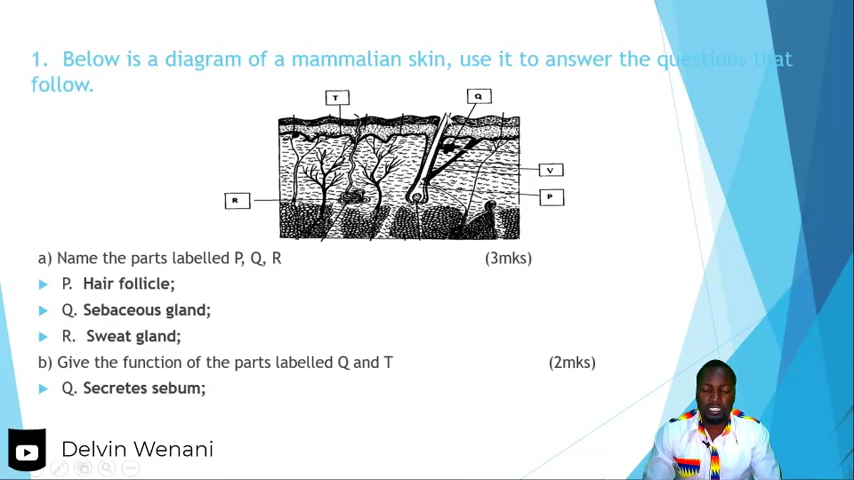 1. Below is a diagram of a mammalian skin, use it to answer the questions that
follow.
T
Q
V
R
P
a) Name the parts labelled P, Q, R (3mks)
P. Hair follicle;
Q. Sebaceous gland;
R. Sweat gland;
b) Give the function of the parts labelled Q and T (2mks)
Q. Secretes sebum;
Delvin Wenani